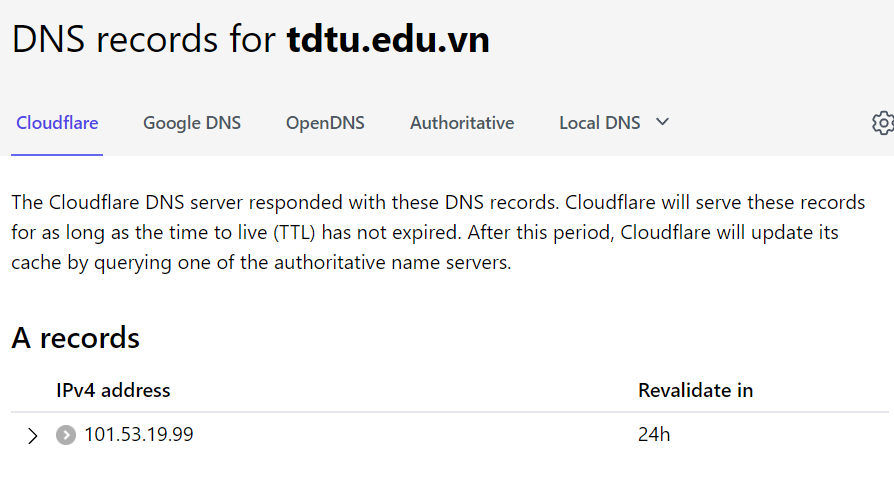 DNS records for tdtu.edu.vn
Cloudflare Google DNS OpenDNS Authoritative Local DNS
The Cloudflare DNS server responded with these DNS records. Cloudflare will serve these records
for as long as the time to live (TTL) has not expired. After this period, Cloudflare will update its
cache by querying one of the authoritative name servers.
A records
IPv4 address Revalidate in
101.53.19.99 24h